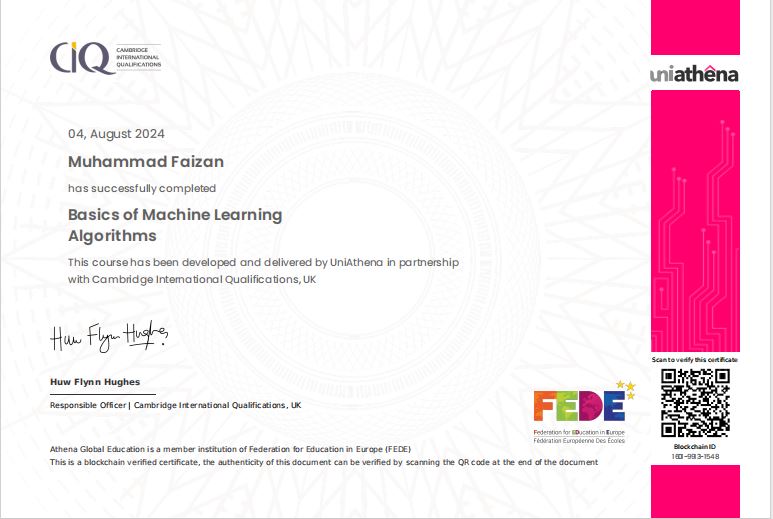 CIQ
CAMBRIDGE
INTERNATIONAL
QUALIFICATIONS
uniathena
04, August 2024
Muhammad Faizan
has successfully completed
Basics of Machine Learning
Algorithms
This course has been developed and delivered by UniAthena in partnership
with Cambridge International Qualifications, UK
Huw Flynn Hughes
Huw Flynn Hughes
Responsible Officer | Cambridge International Qualifications, UK
Scan to verify this certificate
Blockchain ID
FEDE
Federation for EDucation in Europe
Fédération Européenne Des Écoles
Athena Global Education is a member institution of Federation for Education in Europe (FEDE)
This is a blockchain verified certificate, the authenticity of this document can be verified by scanning the QR code at the end of the document